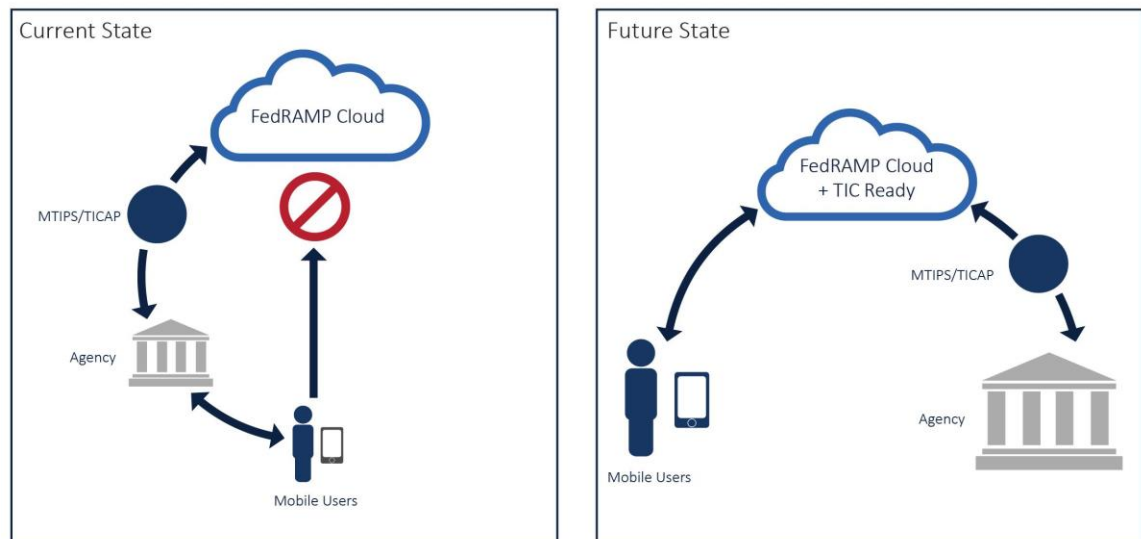 Current State
FedRAMP Cloud
MTIPS/TICAP
Agency
Mobile Users
Future State
FedRAMP Cloud
+ TIC Ready
MTIPS/TICAP
Agency
Mobile Users